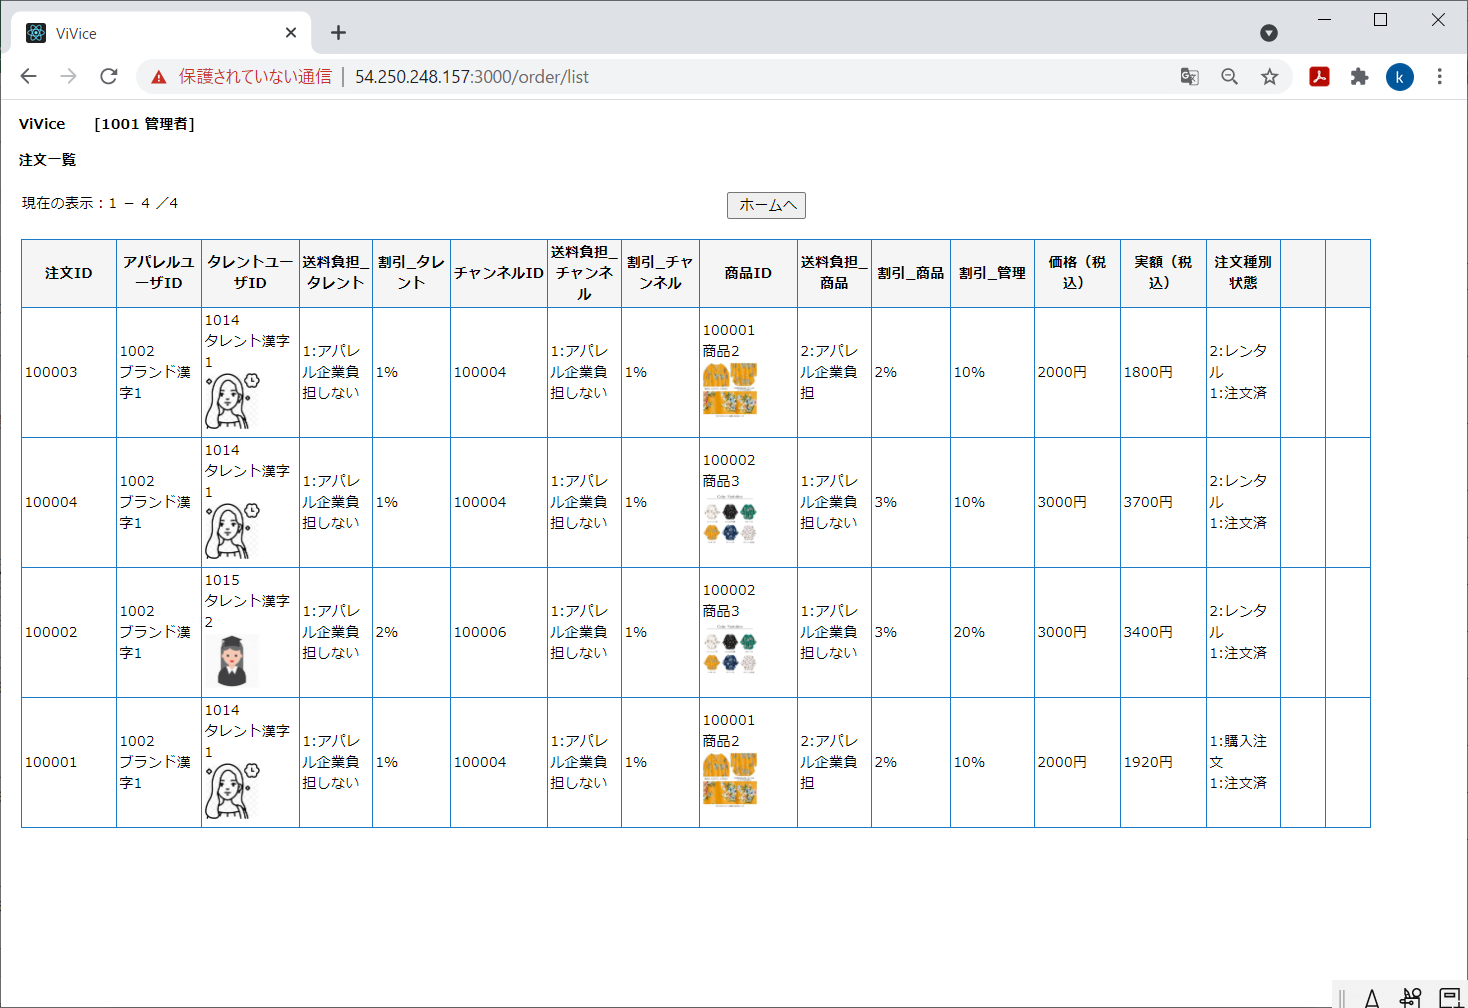 ViVice
保護されていない通信 | 54.250.248.157:3000/order/list
k
ViVice [1001 管理者]
注文一覧
現在の表示：1 － 4 ／4
ホームへ
注文ID アパレルユーザID タレントユーザID 送料負担_タレント 割引_タレント チャンネルID 送料負担_チャンネル 割引_チャンネル 商品ID 送料負担_商品 割引_商品 割引_管理 価格（税込） 実額（税込） 注文種別状態
100003 1002 ブランド漢字1 1014 タレント漢字1 1:アパレル企業負担しない 1% 100004 1:アパレル企業負担しない 1% 100001 商品2 2:アパレル企業負担 2% 10% 2000円 1800円 2:レンタル 1:注文済
100004 1002 ブランド漢字1 1014 タレント漢字1 1:アパレル企業負担しない 1% 100004 1:アパレル企業負担しない 1% 100002 商品3 1:アパレル企業負担しない 3% 10% 3000円 3700円 2:レンタル 1:注文済
100002 1002 ブランド漢字1 1015 タレント漢字2 1:アパレル企業負担しない 2% 100006 1:アパレル企業負担しない 1% 100002 商品3 1:アパレル企業負担しない 3% 20% 3000円 3400円 2:レンタル 1:注文済
100001 1002 ブランド漢字1 1014 タレント漢字1 1:アパレル企業負担しない 1% 100004 1:アパレル企業負担しない 1% 100001 商品2 2:アパレル企業負担 2% 10% 2000円 1920円 1:購入注文 1:注文済
A